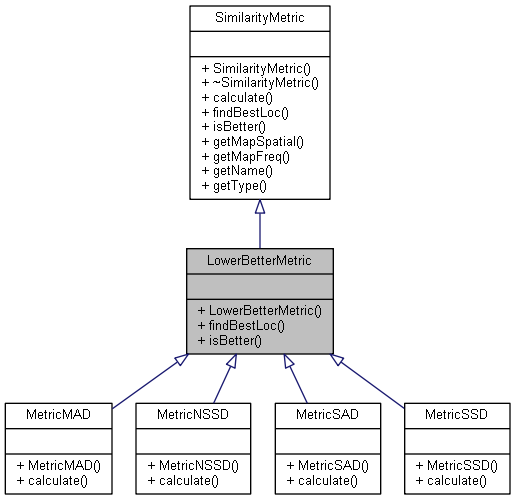 SimilarityMetric
+ SimilarityMetric()
+ ~SimilarityMetric()
+ calculate()
+ findBestLoc()
+ isBetter()
+ getMapSpatial()
+ getMapFreq()
+ getName()
+ getType()
LowerBetterMetric
+ LowerBetterMetric()
+ findBestLoc()
+ isBetter()
MetricMAD
+ MetricMAD()
+ calculate()
MetricNSSD
+ MetricNSSD()
+ calculate()
MetricSAD
+ MetricSAD()
+ calculate()
MetricSSD
+ MetricSSD()
+ calculate()